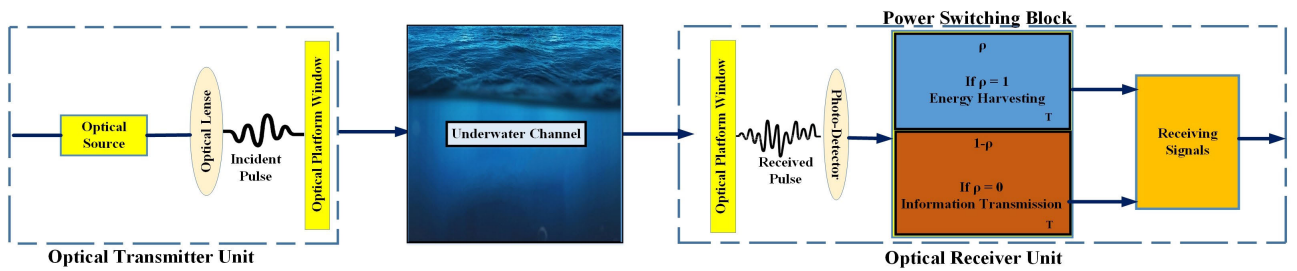 Optical
Source
Optical Lense
Incident
Pulse
Optical Platform Window
Optical Transmitter Unit
Underwater Channel
Optical Platform Window
Received
Pulse
Photo-Detector
Power Switching Block
ρ
If ρ = 1
Energy Harvesting
T
1-ρ
If ρ = 0
Information Transmission
T
Receiving
Signals
Optical Receiver Unit